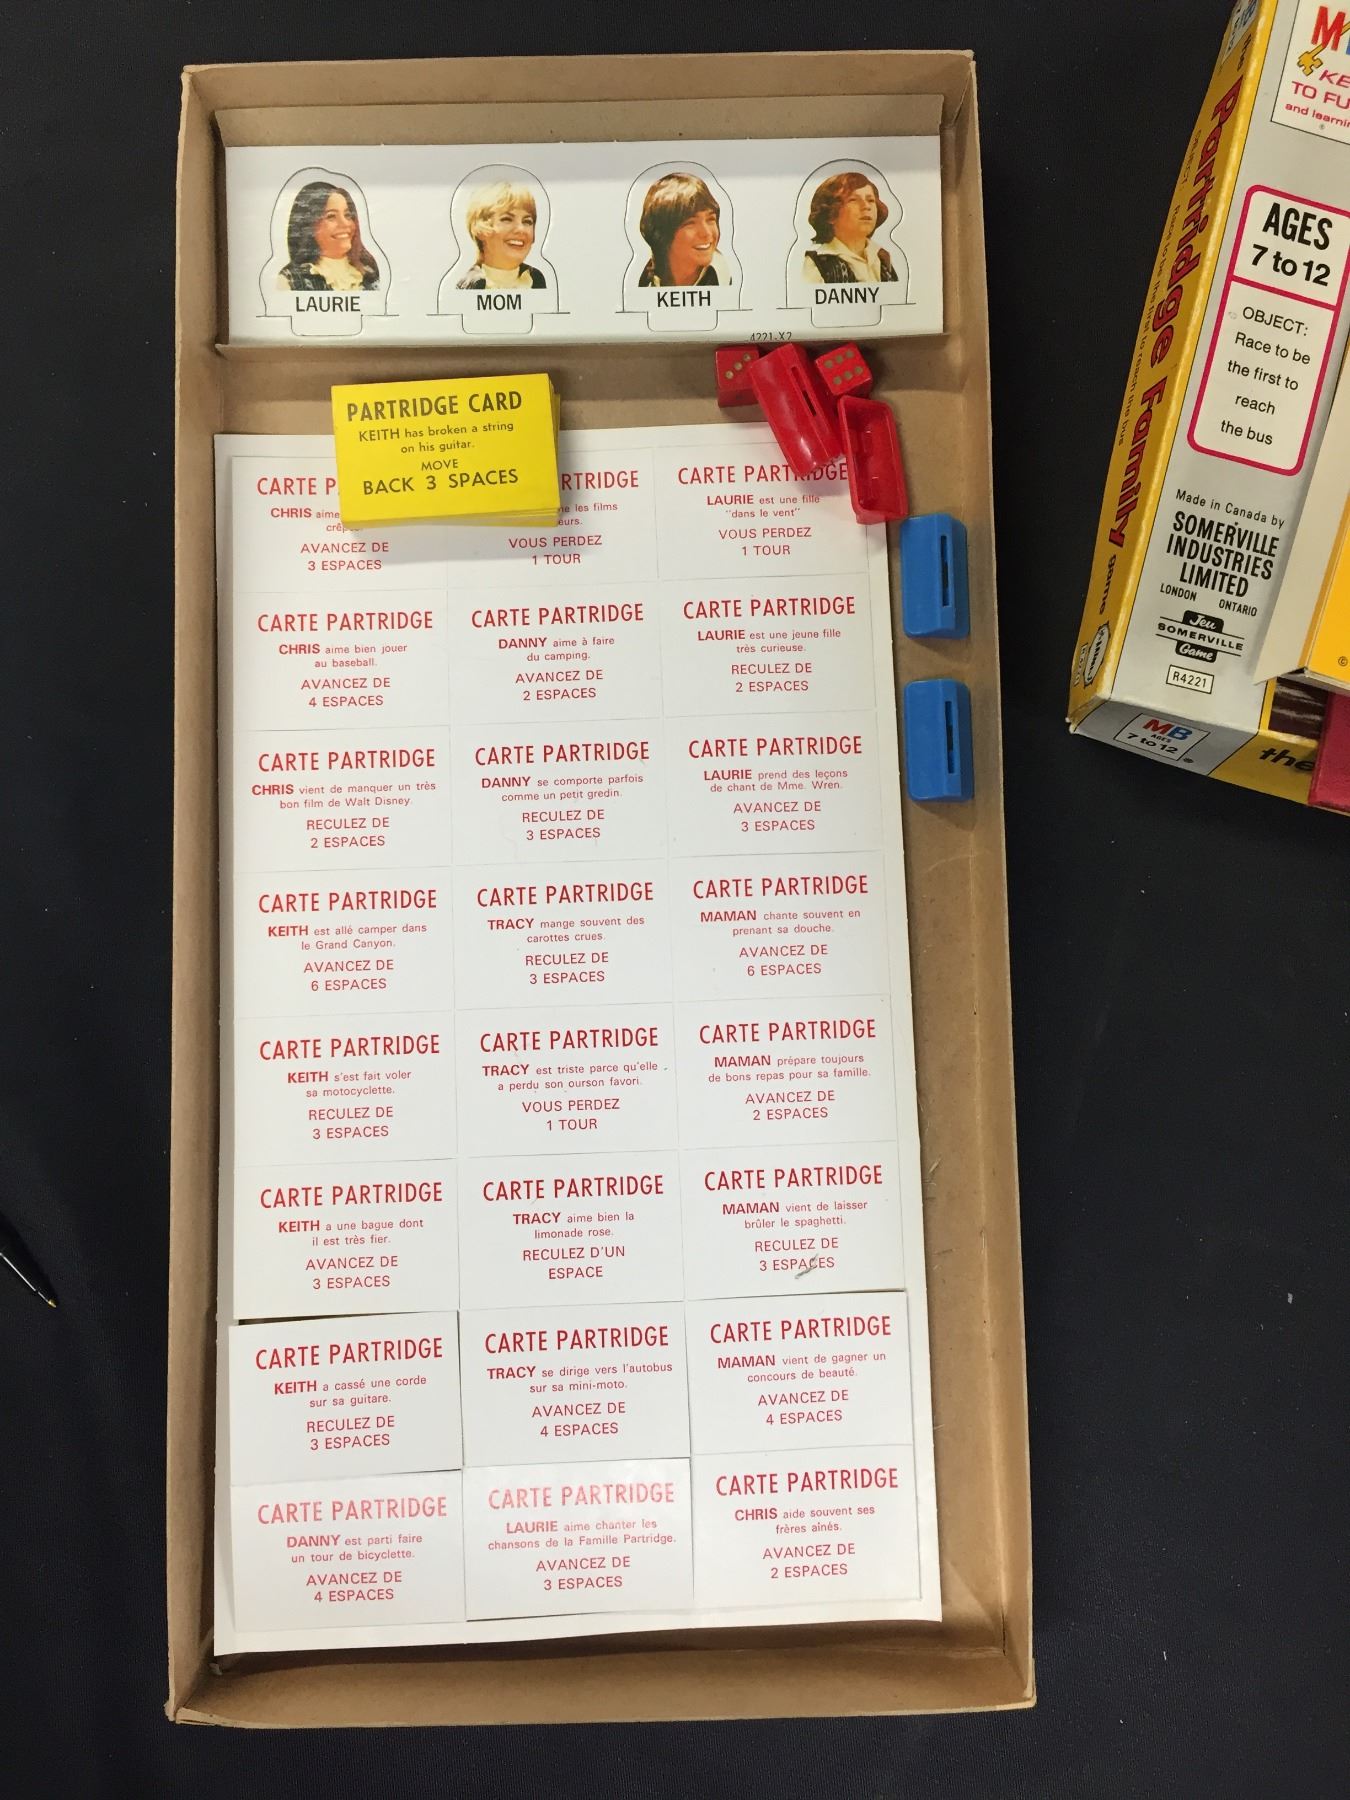 LAURIE
MOM
KEITH
DANNY
4221-X2
PARTRIDGE CARD
KEITH has broken a string
on his guitar.
MOVE
BACK 3 SPACES
CARTE
CHRIS aime
AVANCEZ DE
3 ESPACES
les films
VOUS PERDEZ
1 TOUR
CARTE PARTRIDGE
LAURIE est une fille
"dans le vent"
VOUS PERDEZ
1 TOUR
CARTE PARTRIDGE
CHRIS aime bien jouer
au baseball.
AVANCEZ DE
4 ESPACES
CARTE PARTRIDGE
DANNY aime à faire
du camping.
AVANCEZ DE
2 ESPACES
CARTE PARTRIDGE
LAURIE est une jeune fille
très curieuse.
RECULEZ DE
2 ESPACES
CARTE PARTRIDGE
CHRIS vient de manquer un très
bon film de Walt Disney.
RECULEZ DE
2 ESPACES
CARTE PARTRIDGE
DANNY se comporte parfois
comme un petit gredin.
RECULEZ DE
3 ESPACES
CARTE PARTRIDGE
LAURIE prend des leçons
de chant de Mme. Wren.
AVANCEZ DE
3 ESPACES
CARTE PARTRIDGE
KEITH est allé camper dans
le Grand Canyon.
AVANCEZ DE
6 ESPACES
CARTE PARTRIDGE
TRACY mange souvent des
carottes crues.
RECULEZ DE
3 ESPACES
CARTE PARTRIDGE
MAMAN chante souvent en
prenant sa douche.
AVANCEZ DE
6 ESPACES
CARTE PARTRIDGE
KEITH s'est fait voler
sa motocyclette.
RECULEZ DE
3 ESPACES
CARTE PARTRIDGE
TRACY est triste parce qu'elle
a perdu son ourson favori.
VOUS PERDEZ
1 TOUR
CARTE PARTRIDGE
MAMAN prépare toujours
de bons repas pour sa famille.
AVANCEZ DE
2 ESPACES
CARTE PARTRIDGE
KEITH a une bague dont
il est très fier.
AVANCEZ DE
3 ESPACES
CARTE PARTRIDGE
TRACY aime bien la
limonade rose.
RECULEZ D'UN
ESPACE
CARTE PARTRIDGE
MAMAN vient de laisser
brûler le spaghetti.
RECULEZ DE
3 ESPACES
CARTE PARTRIDGE
KEITH a cassé une corde
sur sa guitare.
RECULEZ DE
3 ESPACES
CARTE PARTRIDGE
TRACY se dirige vers l'autobus
sur sa mini-moto.
AVANCEZ DE
4 ESPACES
CARTE PARTRIDGE
MAMAN vient de gagner un
concours de beauté.
AVANCEZ DE
4 ESPACES
CARTE PARTRIDGE
DANNY est parti faire
un tour de bicyclette.
AVANCEZ DE
4 ESPACES
CARTE PARTRIDGE
LAURIE aime chanter les
chansons de la Famille Partridge.
AVANCEZ DE
3 ESPACES
CARTE PARTRIDGE
CHRIS aide souvent ses
frères aînés.
AVANCEZ DE
2 ESPACES
the Partridge Family game
OBJECT: Race to be the first to reach the bus
TO
and
AGES
7 to 12
OBJECT:
Race to be
the first to
reach
the bus
Made in Canada by
SOMERVILLE
INDUSTRIES
LIMITED
LONDON ONTARIO
Jeu
SOMERVILLE
Game
R4221
MB
AGES
7 to 12
the